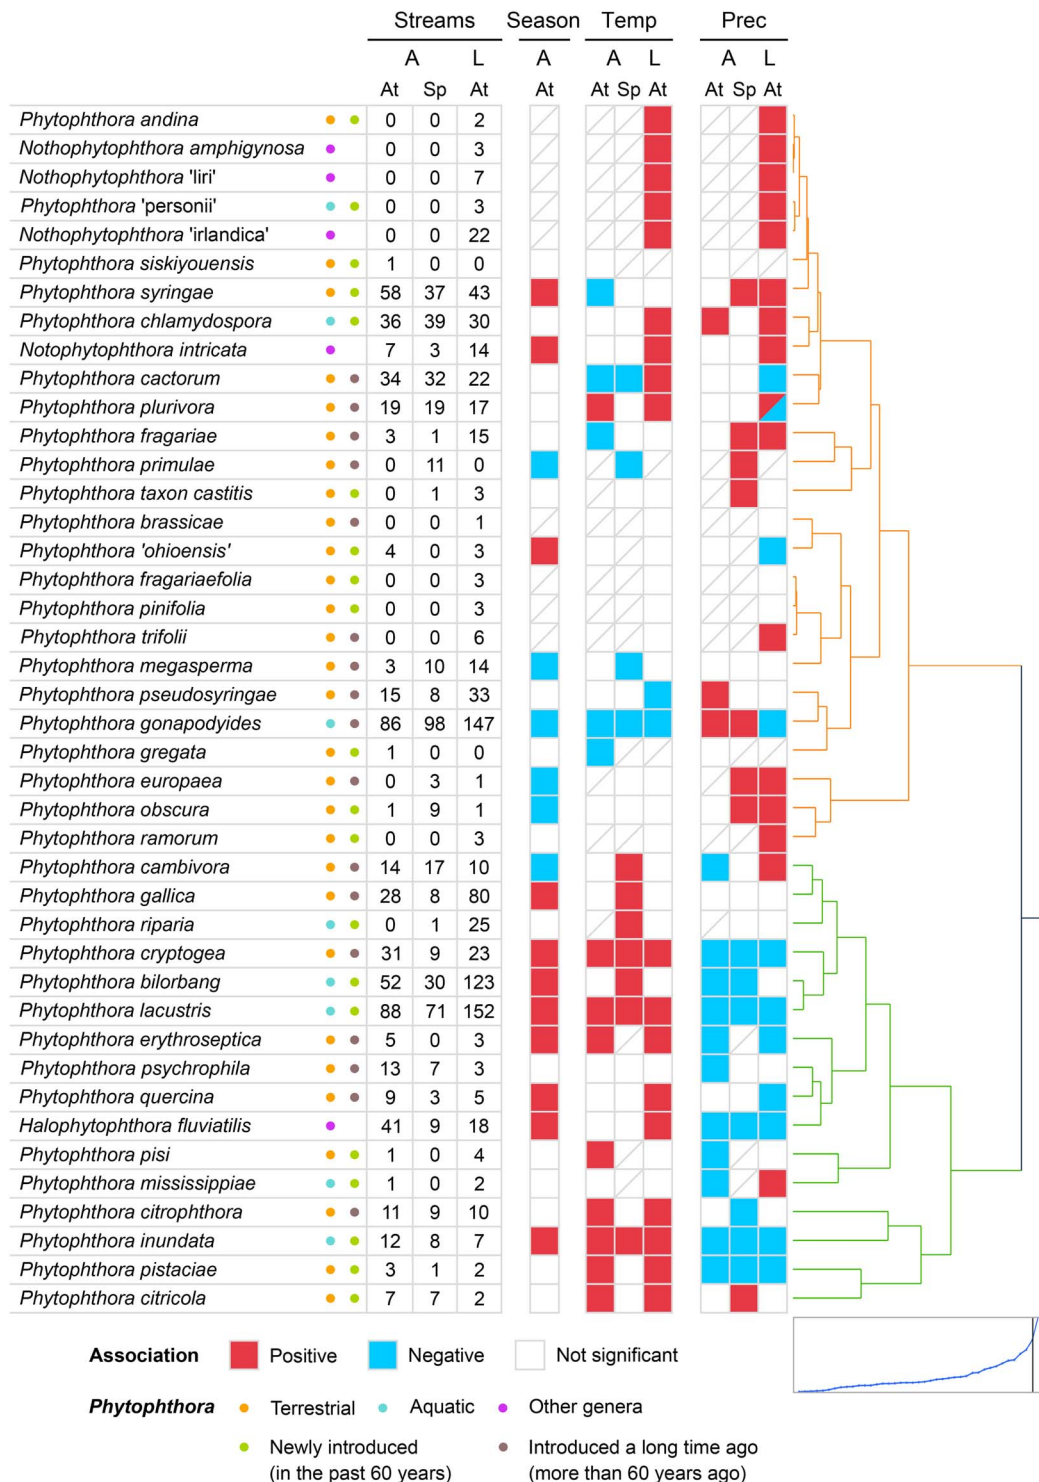 Streams Season Temp Prec
A L A A L A L
At Sp At At At Sp At At Sp At
Phytophthora andina 0 0 2
Nothophytophthora amphigynosa 0 0 3
Nothophytophthora 'liri' 0 0 7
Phytophthora 'personii' 0 0 3
Nothophytophthora 'irlandica' 0 0 22
Phytophthora siskiyouensis 1 0 0
Phytophthora syringae 58 37 43
Phytophthora chlamydospora 36 39 30
Notophytophthora intricata 7 3 14
Phytophthora cactorum 34 32 22
Phytophthora plurivora 19 19 17
Phytophthora fragariae 3 1 15
Phytophthora primulae 0 11 0
Phytophthora taxon castitis 0 1 3
Phytophthora brassicae 0 0 1
Phytophthora 'ohioensis' 4 0 3
Phytophthora fragariaefolia 0 0 3
Phytophthora pinifolia 0 0 3
Phytophthora trifolii 0 0 6
Phytophthora megasperma 3 10 14
Phytophthora pseudosyringae 15 8 33
Phytophthora gonapodyides 86 98 147
Phytophthora gregata 1 0 0
Phytophthora europaea 0 3 1
Phytophthora obscura 1 9 1
Phytophthora ramorum 0 0 3
Phytophthora cambivora 14 17 10
Phytophthora gallica 28 8 80
Phytophthora riparia 0 1 25
Phytophthora cryptogea 31 9 23
Phytophthora bilorbang 52 30 123
Phytophthora lacustris 88 71 152
Phytophthora erythroseptica 5 0 3
Phytophthora psychrophila 13 7 3
Phytophthora quercina 9 3 5
Halophytophthora fluviatilis 41 9 18
Phytophthora pisi 1 0 4
Phytophthora mississippiae 1 0 2
Phytophthora citrophthora 11 9 10
Phytophthora inundata 12 8 7
Phytophthora pistaciae 3 1 2
Phytophthora citricola 7 7 2
Association Positive Negative Not significant
Phytophthora Terrestrial Aquatic Other genera
Newly introduced Introduced a long time ago
(in the past 60 years) (more than 60 years ago)